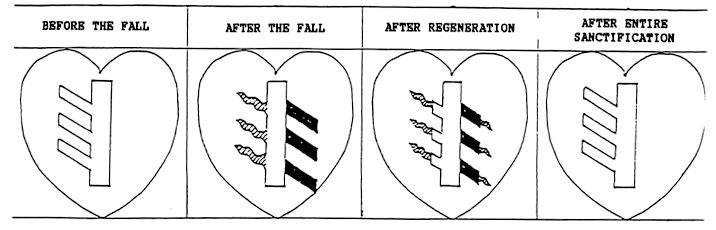 BEFORE THE FALL
AFTER THE FALL
AFTER REGENERATION
AFTER ENTIRE
SANCTIFICATION